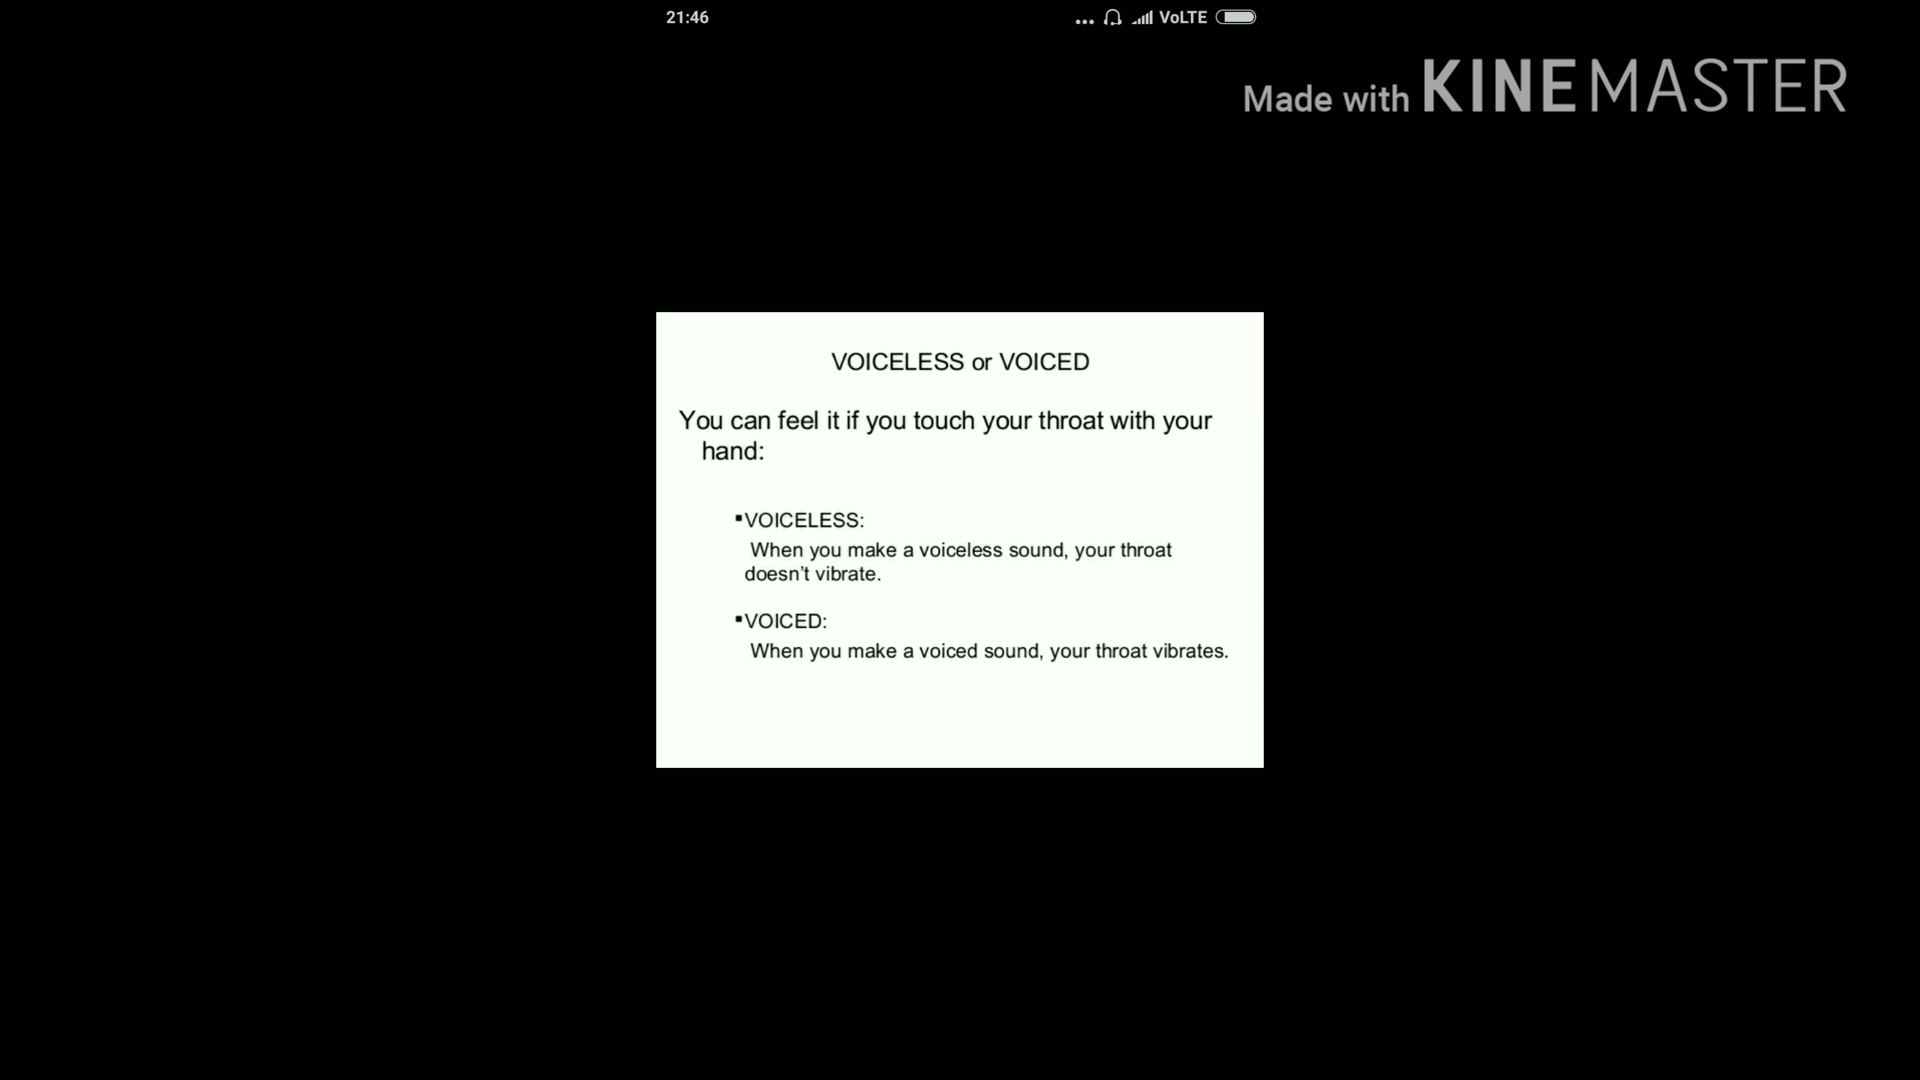 21:46
... VoLTE
Made with KINEMASTER
VOICELESS or VOICED
You can feel it if you touch your throat with your
hand:
▪VOICELESS:
When you make a voiceless sound, your throat
doesn’t vibrate.
▪VOICED:
When you make a voiced sound, your throat vibrates.